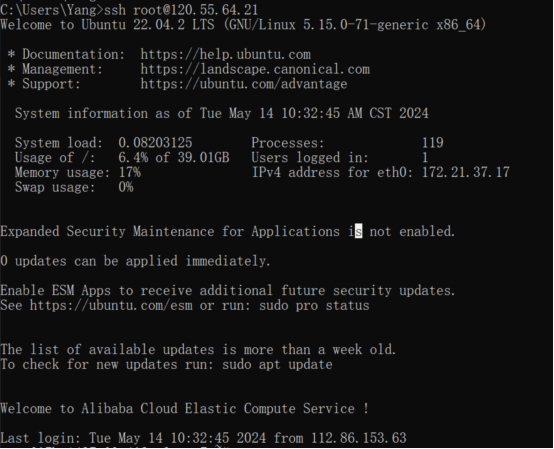 C:\Users\Yang>ssh root@120.55.64.21
Welcome to Ubuntu 22.04.2 LTS (GNU/Linux 5.15.0-71-generic x86_64)
* Documentation:  https://help.ubuntu.com
* Management:     https://landscape.canonical.com
* Support:        https://ubuntu.com/advantage
System information as of Tue May 14 10:32:45 AM CST 2024
System load:  0.08203125        Processes:             119
Usage of /:   6.4% of 39.01GB   Users logged in:       1
Memory usage: 17%               IPv4 address for eth0: 172.21.37.17
Swap usage:   0%
Expanded Security Maintenance for Applications is not enabled.
0 updates can be applied immediately.
Enable ESM Apps to receive additional future security updates.
See https://ubuntu.com/esm or run: sudo pro status
The list of available updates is more than a week old.
To check for new updates run: sudo apt update
Welcome to Alibaba Cloud Elastic Compute Service !
Last login: Tue May 14 10:32:45 2024 from 112.86.153.63